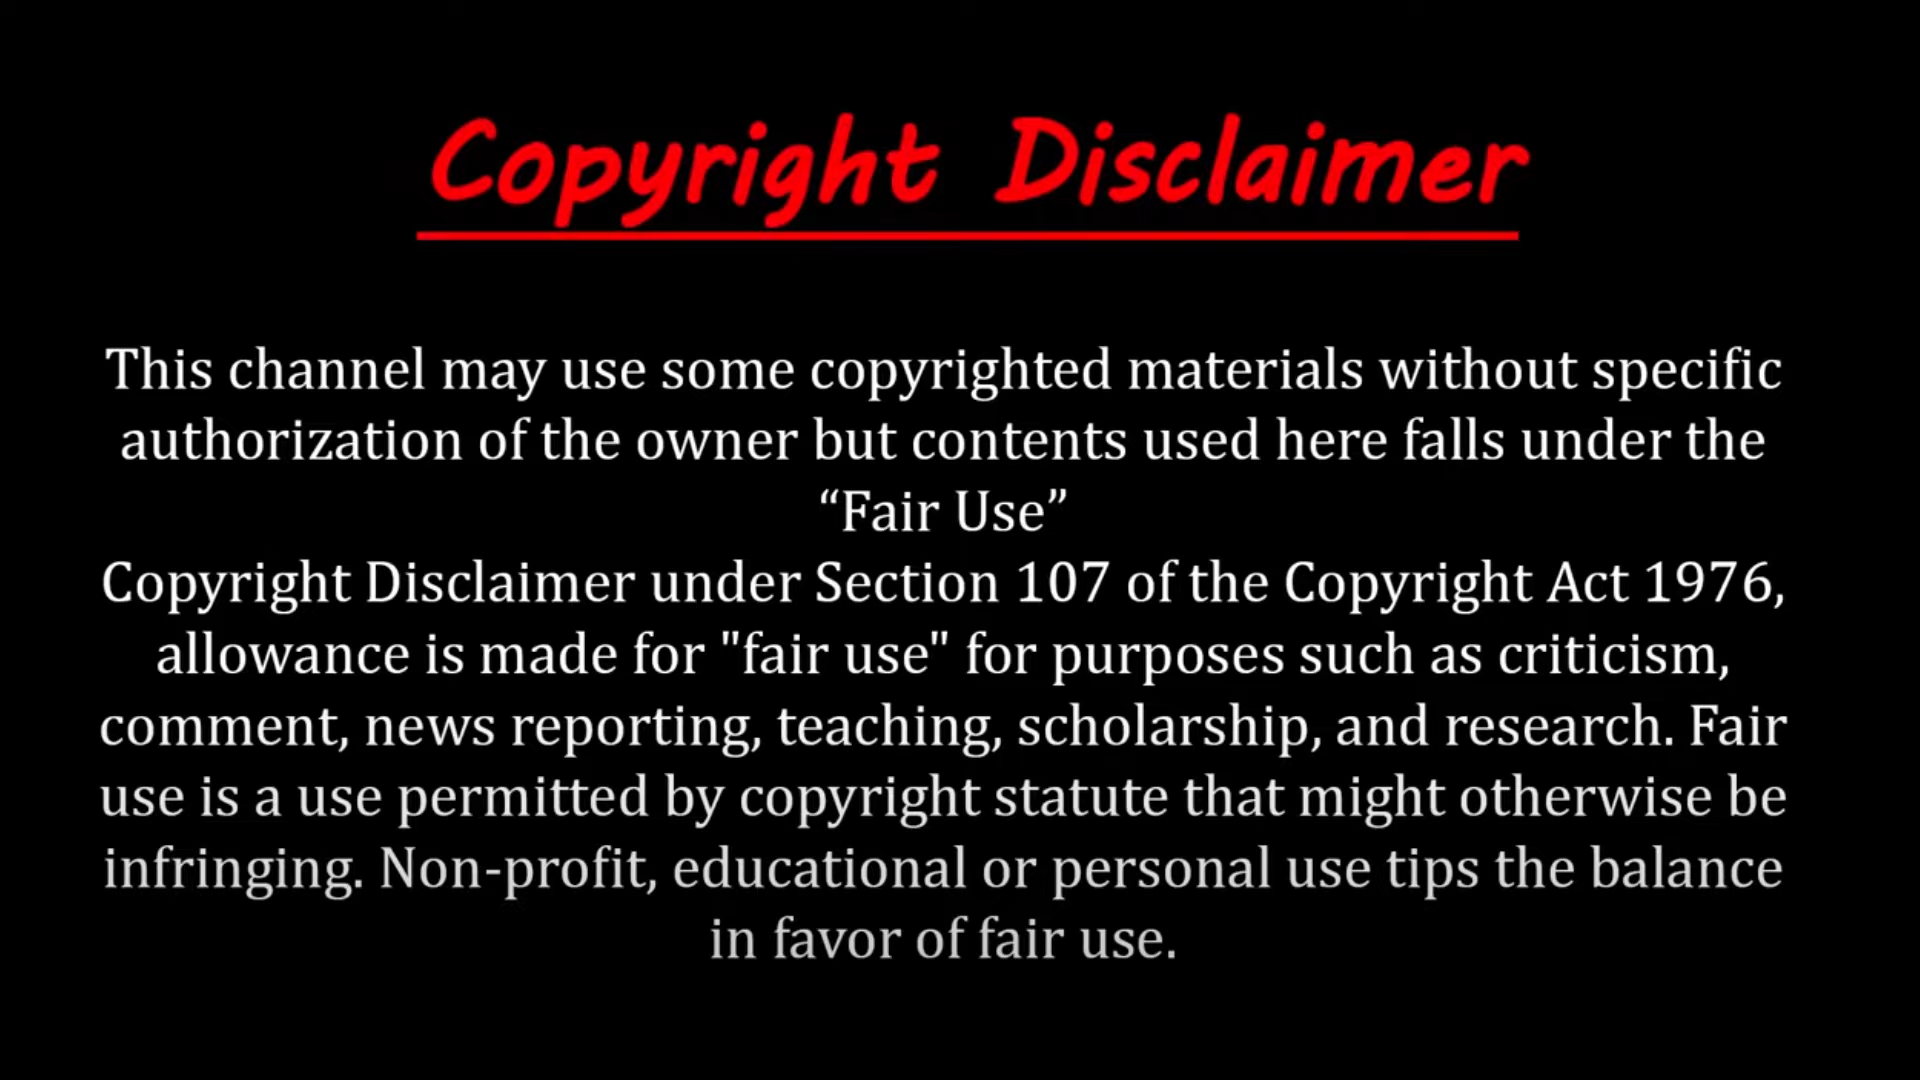 Copyright Disclaimer
This channel may use some copyrighted materials without specific
authorization of the owner but contents used here falls under the
“Fair Use”
Copyright Disclaimer under Section 107 of the Copyright Act 1976,
allowance is made for "fair use" for purposes such as criticism,
comment, news reporting, teaching, scholarship, and research. Fair
use is a use permitted by copyright statute that might otherwise be
infringing. Non-profit, educational or personal use tips the balance
in favor of fair use.